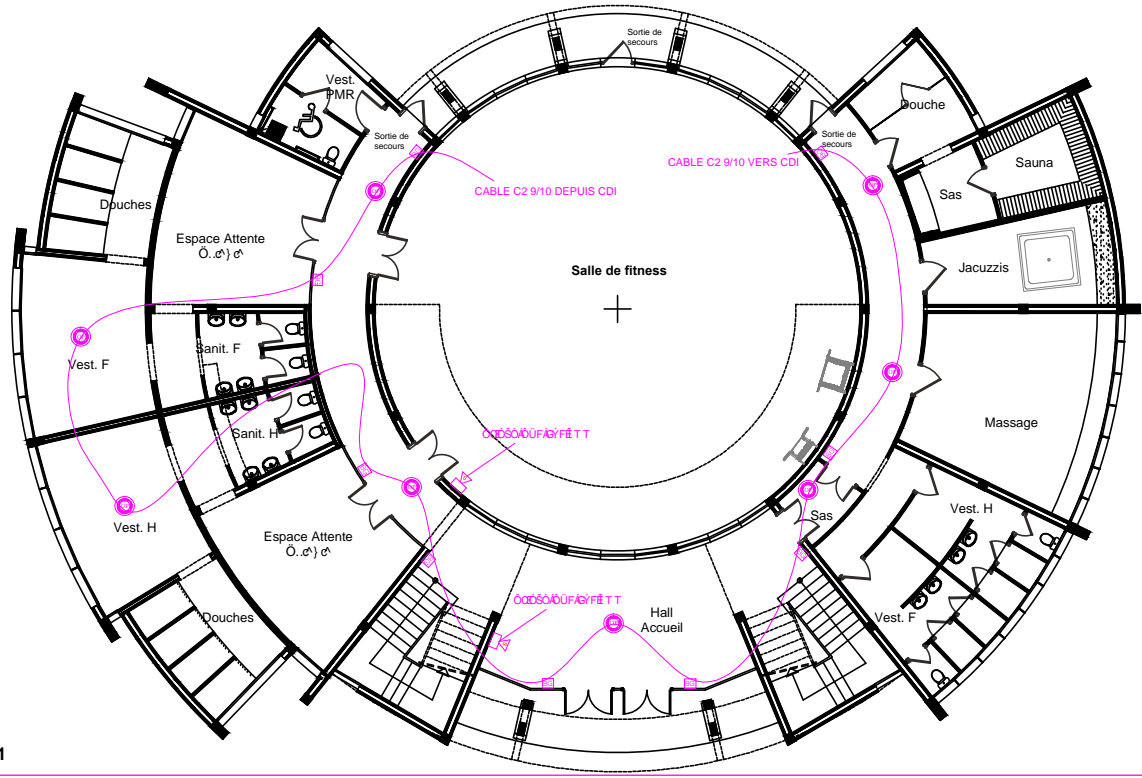 Sortie de
secours
Vest.
PMR
Sortie de
secours
Sortie de
secours
Douche
CABLE C2 9/10 DEPUIS CDI
CABLE C2 9/10 VERS CDI
Sauna
Sas
Douches
Espace Attente
Salle de fitness
Jacuzzis
Vest. F
Sanit. F
Sanit. H
Massage
Vest. H
Espace Attente
Sas
Vest. H
Douches
Hall
Accueil
Vest. F
BG
BG